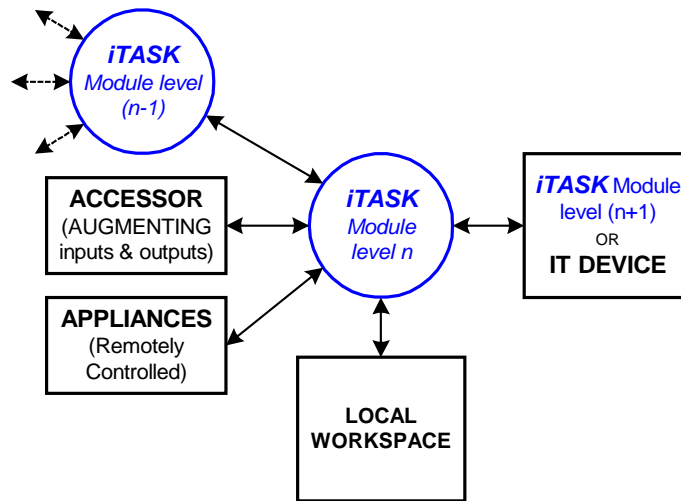 iTASK
Module level
(n-1)
ACCESSOR
(AUGMENTING
inputs & outputs)
iTASK
Module
level n
iTASK Module
level (n+1)
OR
IT DEVICE
APPLIANCES
(Remotely
Controlled)
LOCAL
WORKSPACE